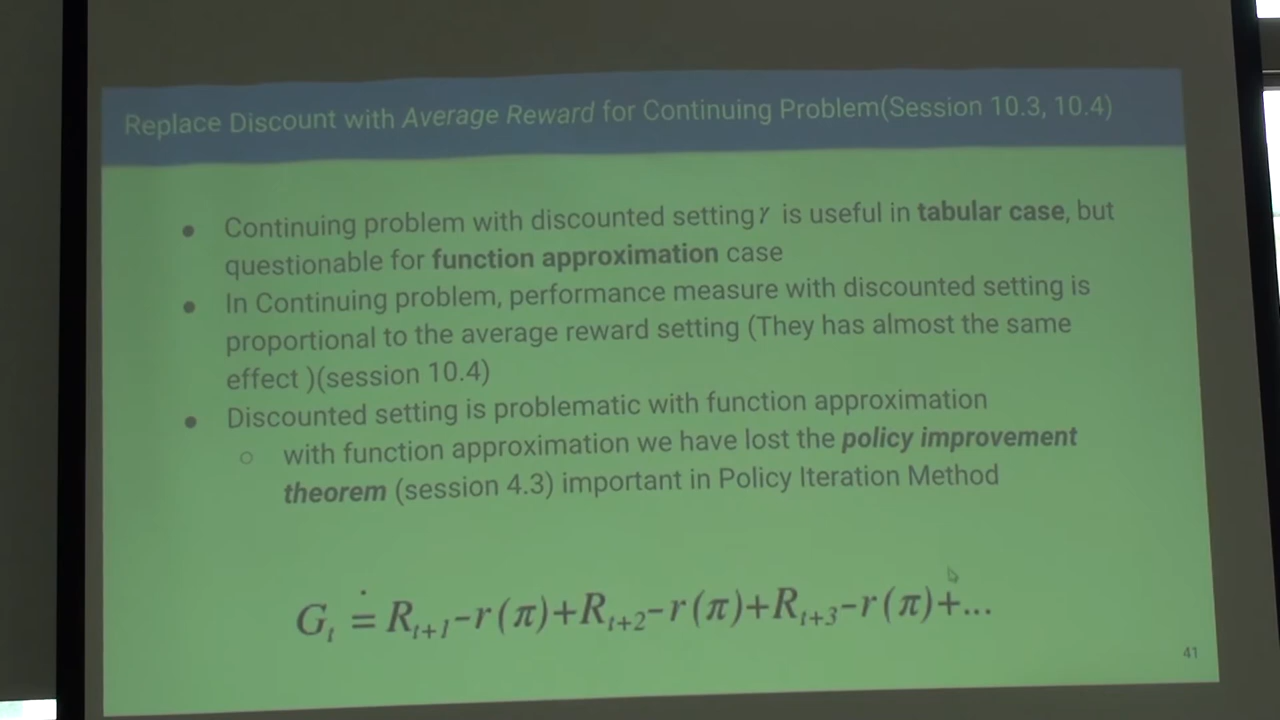 Replace Discount with Average Reward for Continuing Problem(Session 10.3, 10.4)
● Continuing problem with discounted setting γ is useful in tabular case, but
questionable for function approximation case
● In Continuing problem, performance measure with discounted setting is
proportional to the average reward setting (They has almost the same
effect )(session 10.4)
● Discounted setting is problematic with function approximation
○ with function approximation we have lost the policy improvement
theorem (session 4.3) important in Policy Iteration Method
G_t ≐ R_{t+1}-r(π)+R_{t+2}-r(π)+R_{t+3}-r(π)+...
41